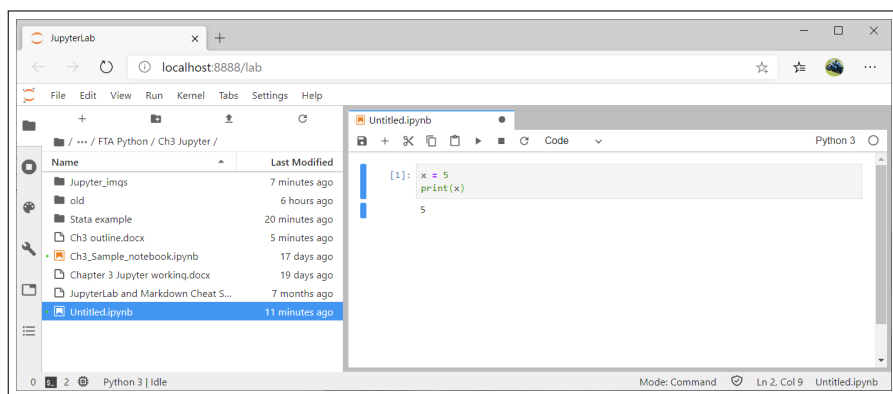 JupyterLab
localhost:8888/lab
File Edit View Run Kernel Tabs Settings Help
/ ··· / FTA Python / Ch3 Jupyter /
Name Last Modified
Jupyter_imgs 7 minutes ago
old 6 hours ago
Stata example 20 minutes ago
Ch3 outline.docx 5 minutes ago
Ch3_Sample_notebook.ipynb 17 days ago
Chapter 3 Jupyter working.docx 19 days ago
JupyterLab and Markdown Cheat S... 7 months ago
Untitled.ipynb 11 minutes ago
Untitled.ipynb
Code Python 3
[1]: x = 5
print(x)
5
0 $_ 2 Python 3 | Idle Mode: Command Ln 2, Col 9 Untitled.ipynb